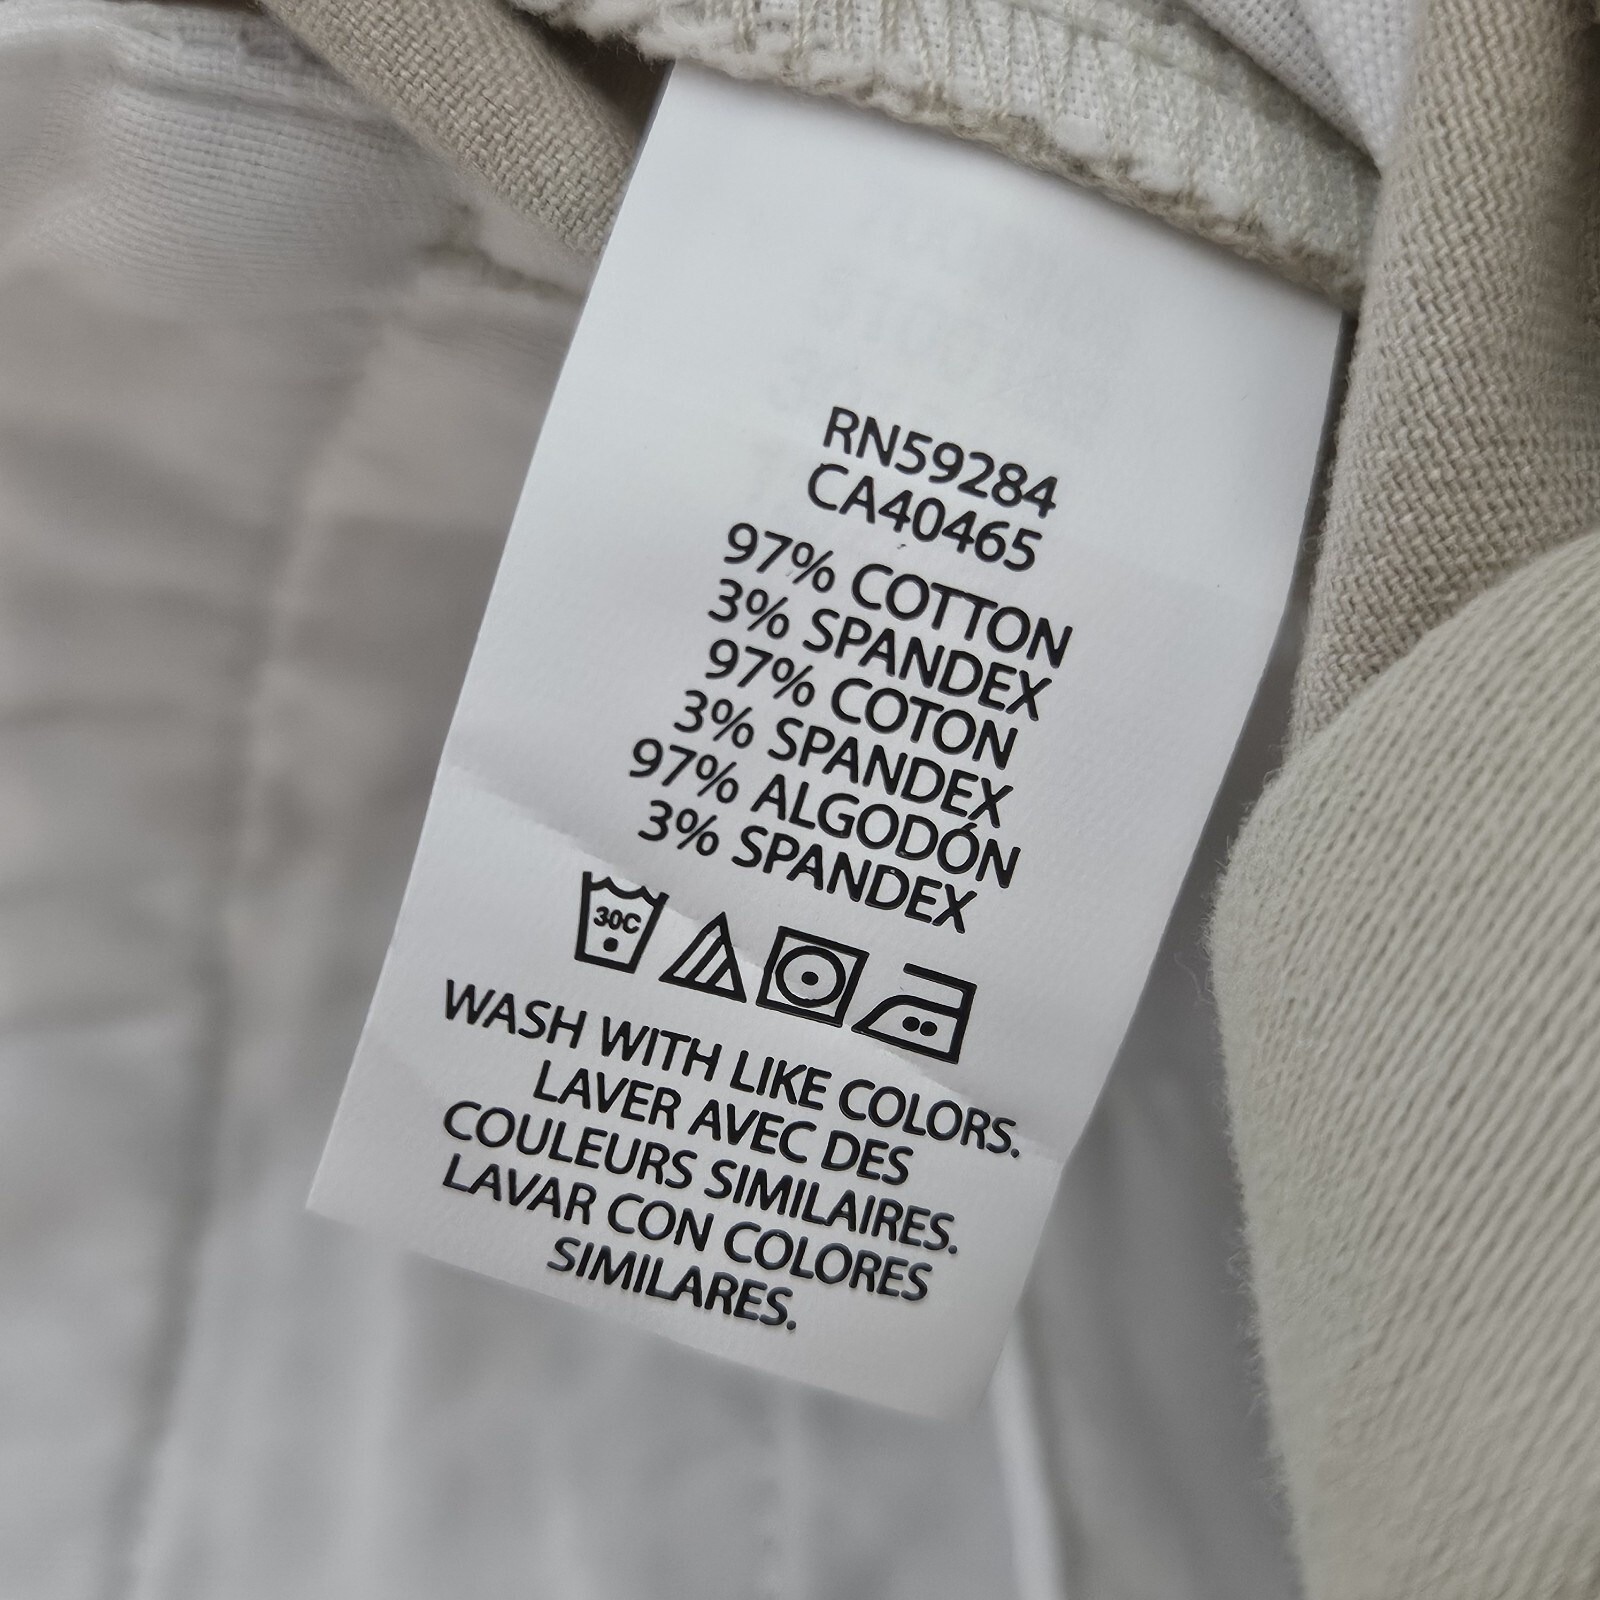 RN59284
CA40465
97% COTTON
3% SPANDEX
97% COTON
3% SPANDEX
97% ALGODÓN
3% SPANDEX
30C
WASH WITH LIKE COLORS.
LAVER AVEC DES
COULEURS SIMILAIRES.
LAVAR CON COLORES
SIMILARES.